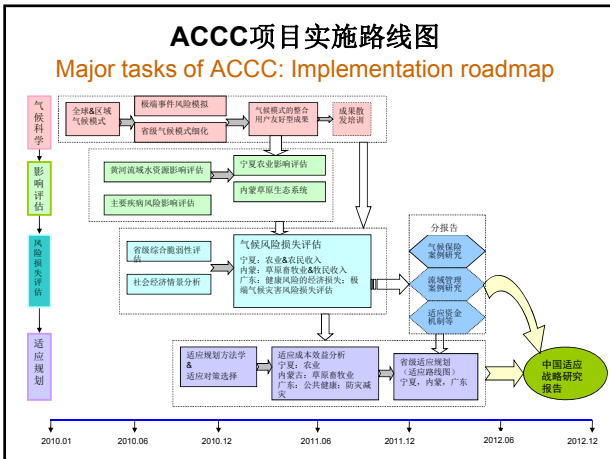 ACCC项目实施路线图
Major tasks of ACCC: Implementation roadmap
气候科学
全球&区域
气候模式
极端事件风险模拟
省级气候模式细化
气候模式的整合
用户友好型成果
成果散
发培训
影响评估
黄河流域水资源影响评估
主要疾病风险影响评估
宁夏农业影响评估
内蒙草原生态系统
风险损失评估
省级综合脆弱性评
估
社会经济情景分析
气候风险损失评估
宁夏:农业&农民收入
内蒙:草原畜牧业&牧民收入
广东:健康风险的经济损失;极
端气候灾害风险损失评估
分报告
气候保险
案例研究
流域管理
案例研究
适应资金
机制等
适应规划
适应规划方法学
&
适应对策选择
适应成本效益分析
宁夏:农业
内蒙古:草原畜牧业
广东:公共健康;防灾减
灾
省级适应规划
(适应路线图)
宁夏,内蒙,广东
中国适应
战略研究
报告
2010.01
2010.06
2010.12
2011.06
2011.12
2012.06
2012.12